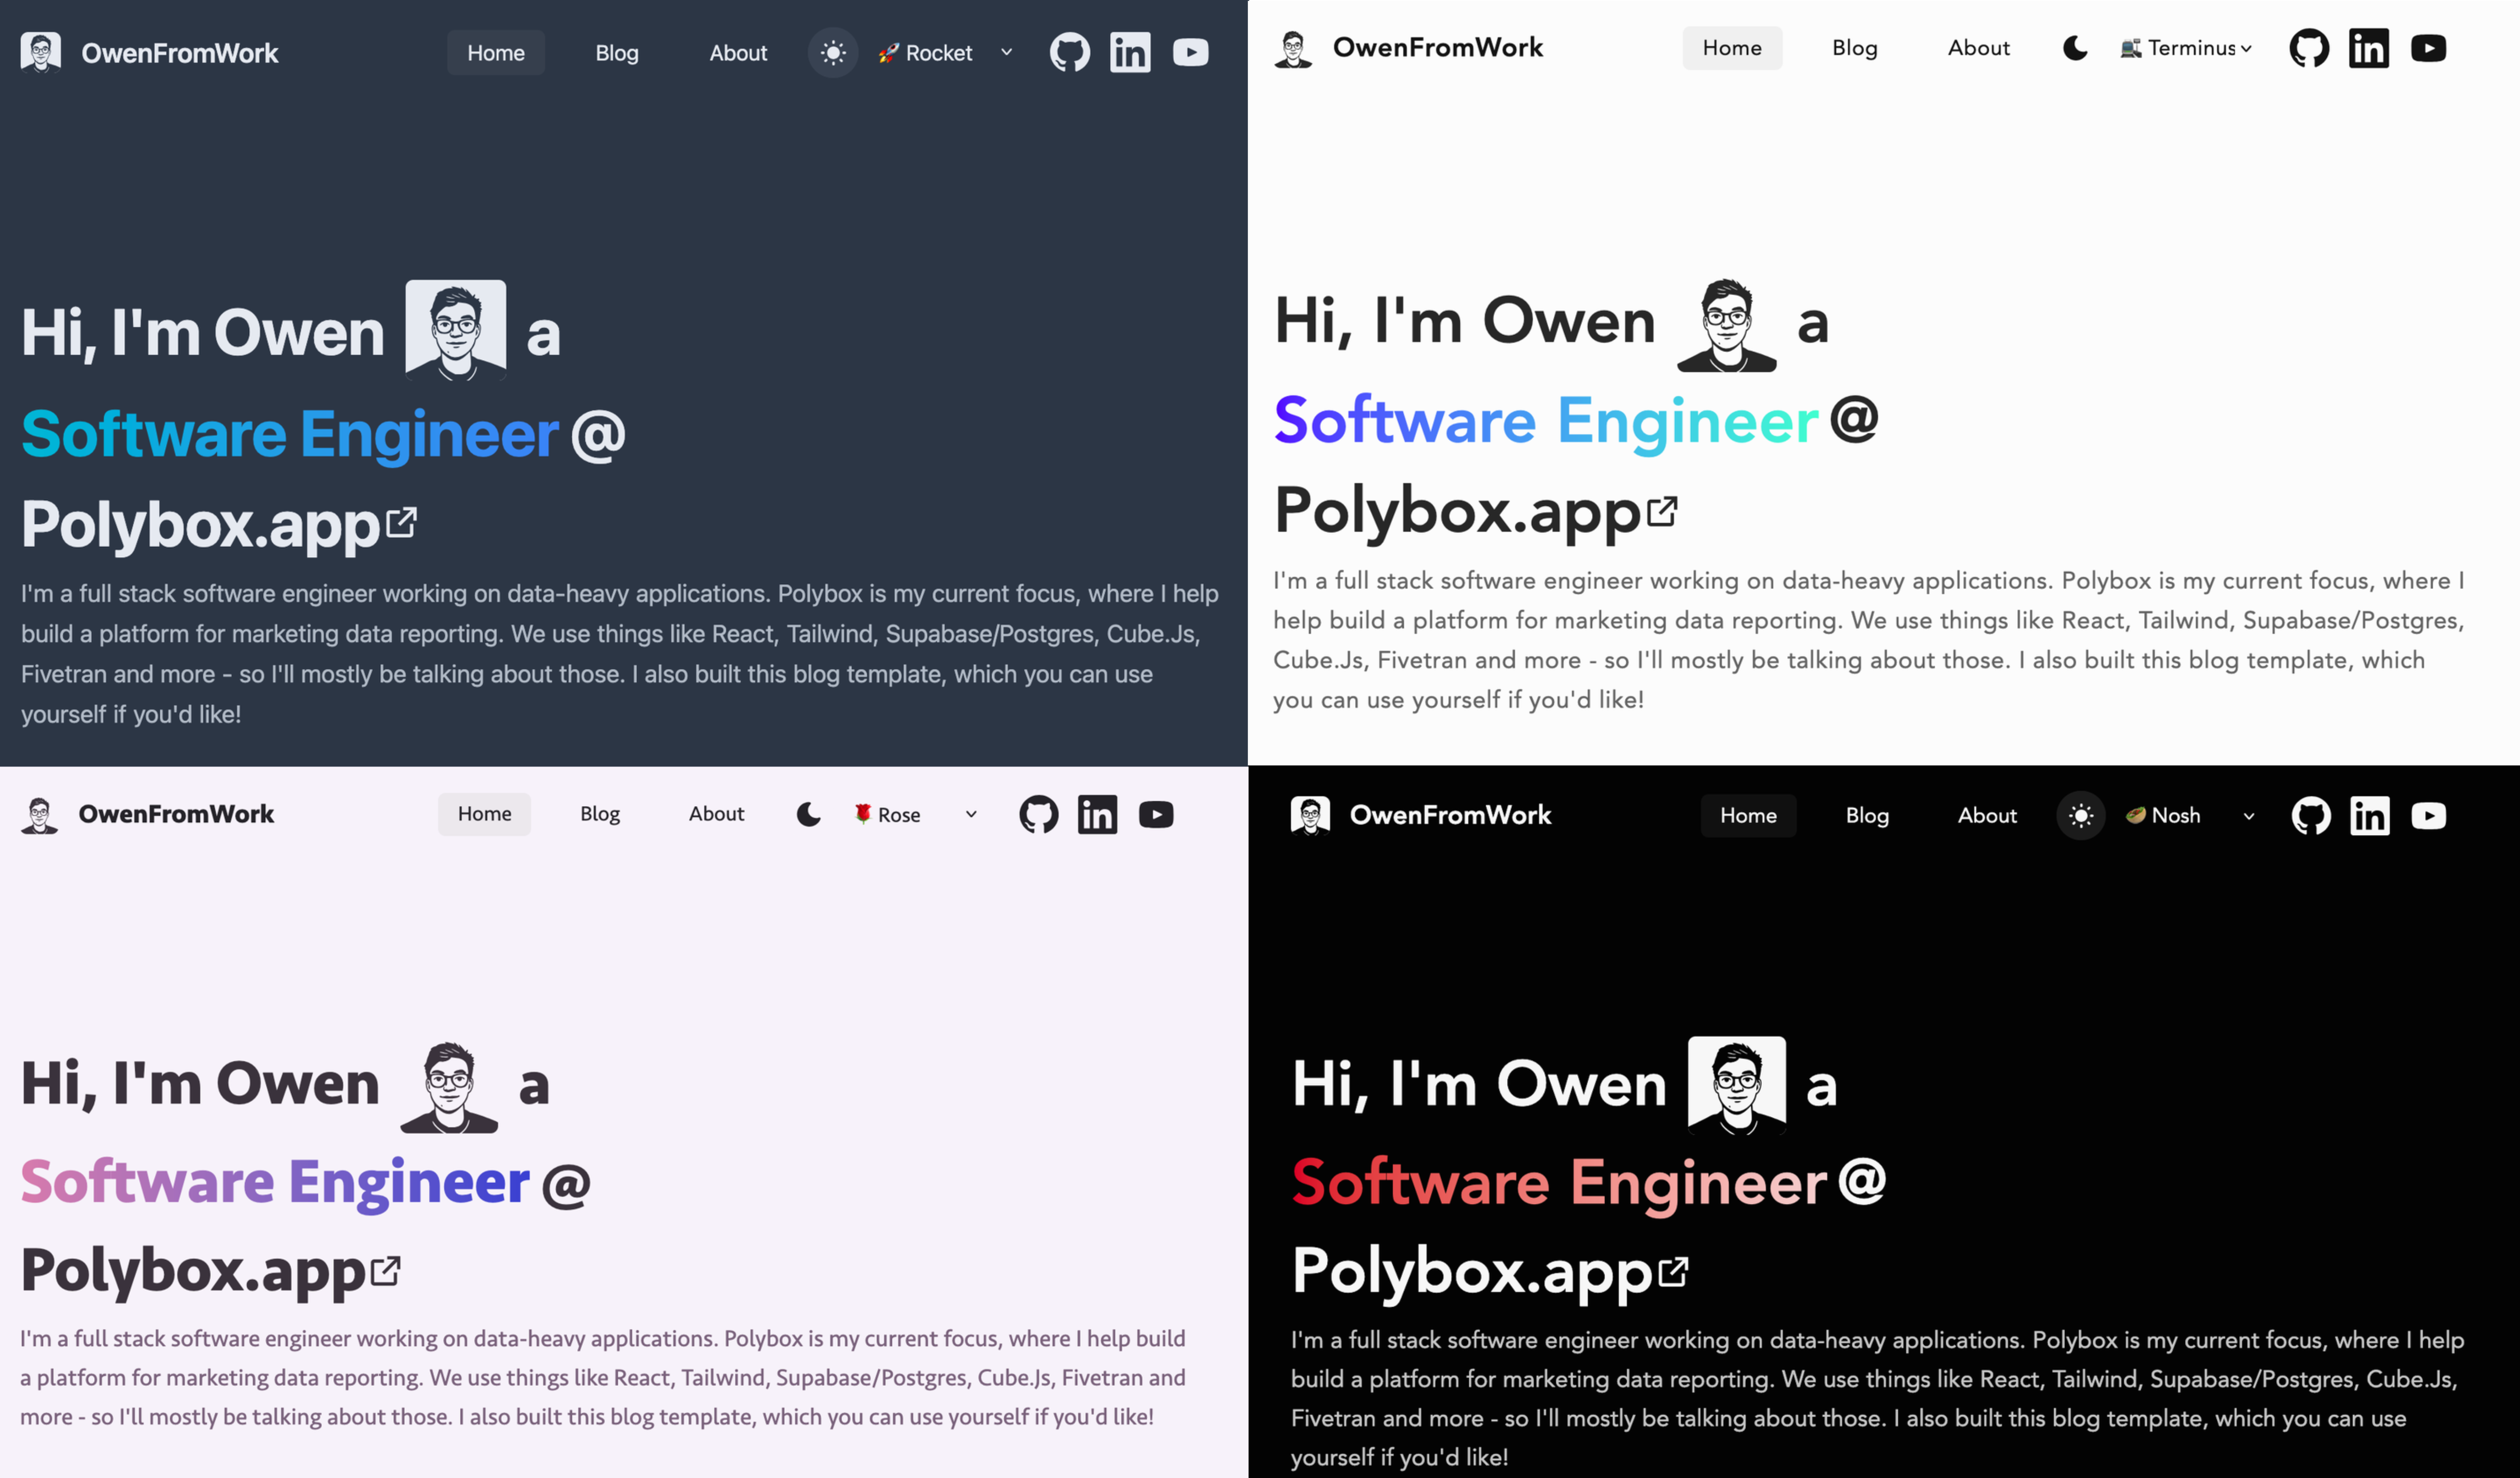 OwenFromWork Home Blog About 🚀 Rocket
Hi, I'm Owen a
Software Engineer @
Polybox.app
I'm a full stack software engineer working on data-heavy applications. Polybox is my current focus, where I help
build a platform for marketing data reporting. We use things like React, Tailwind, Supabase/Postgres, Cube.Js,
Fivetran and more - so I'll mostly be talking about those. I also built this blog template, which you can use
yourself if you'd like!
OwenFromWork Home Blog About Terminus
Hi, I'm Owen a
Software Engineer @
Polybox.app
I'm a full stack software engineer working on data-heavy applications. Polybox is my current focus, where I
help build a platform for marketing data reporting. We use things like React, Tailwind, Supabase/Postgres,
Cube.Js, Fivetran and more - so I'll mostly be talking about those. I also built this blog template, which
you can use yourself if you'd like!
OwenFromWork Home Blog About 🌹 Rose
Hi, I'm Owen a
Software Engineer @
Polybox.app
I'm a full stack software engineer working on data-heavy applications. Polybox is my current focus, where I help build
a platform for marketing data reporting. We use things like React, Tailwind, Supabase/Postgres, Cube.Js, Fivetran and
more - so I'll mostly be talking about those. I also built this blog template, which you can use yourself if you'd like!
OwenFromWork Home Blog About 🥙 Nosh
Hi, I'm Owen a
Software Engineer @
Polybox.app
I'm a full stack software engineer working on data-heavy applications. Polybox is my current focus, where I help
build a platform for marketing data reporting. We use things like React, Tailwind, Supabase/Postgres, Cube.Js,
Fivetran and more - so I'll mostly be talking about those. I also built this blog template, which you can use
yourself if you'd like!